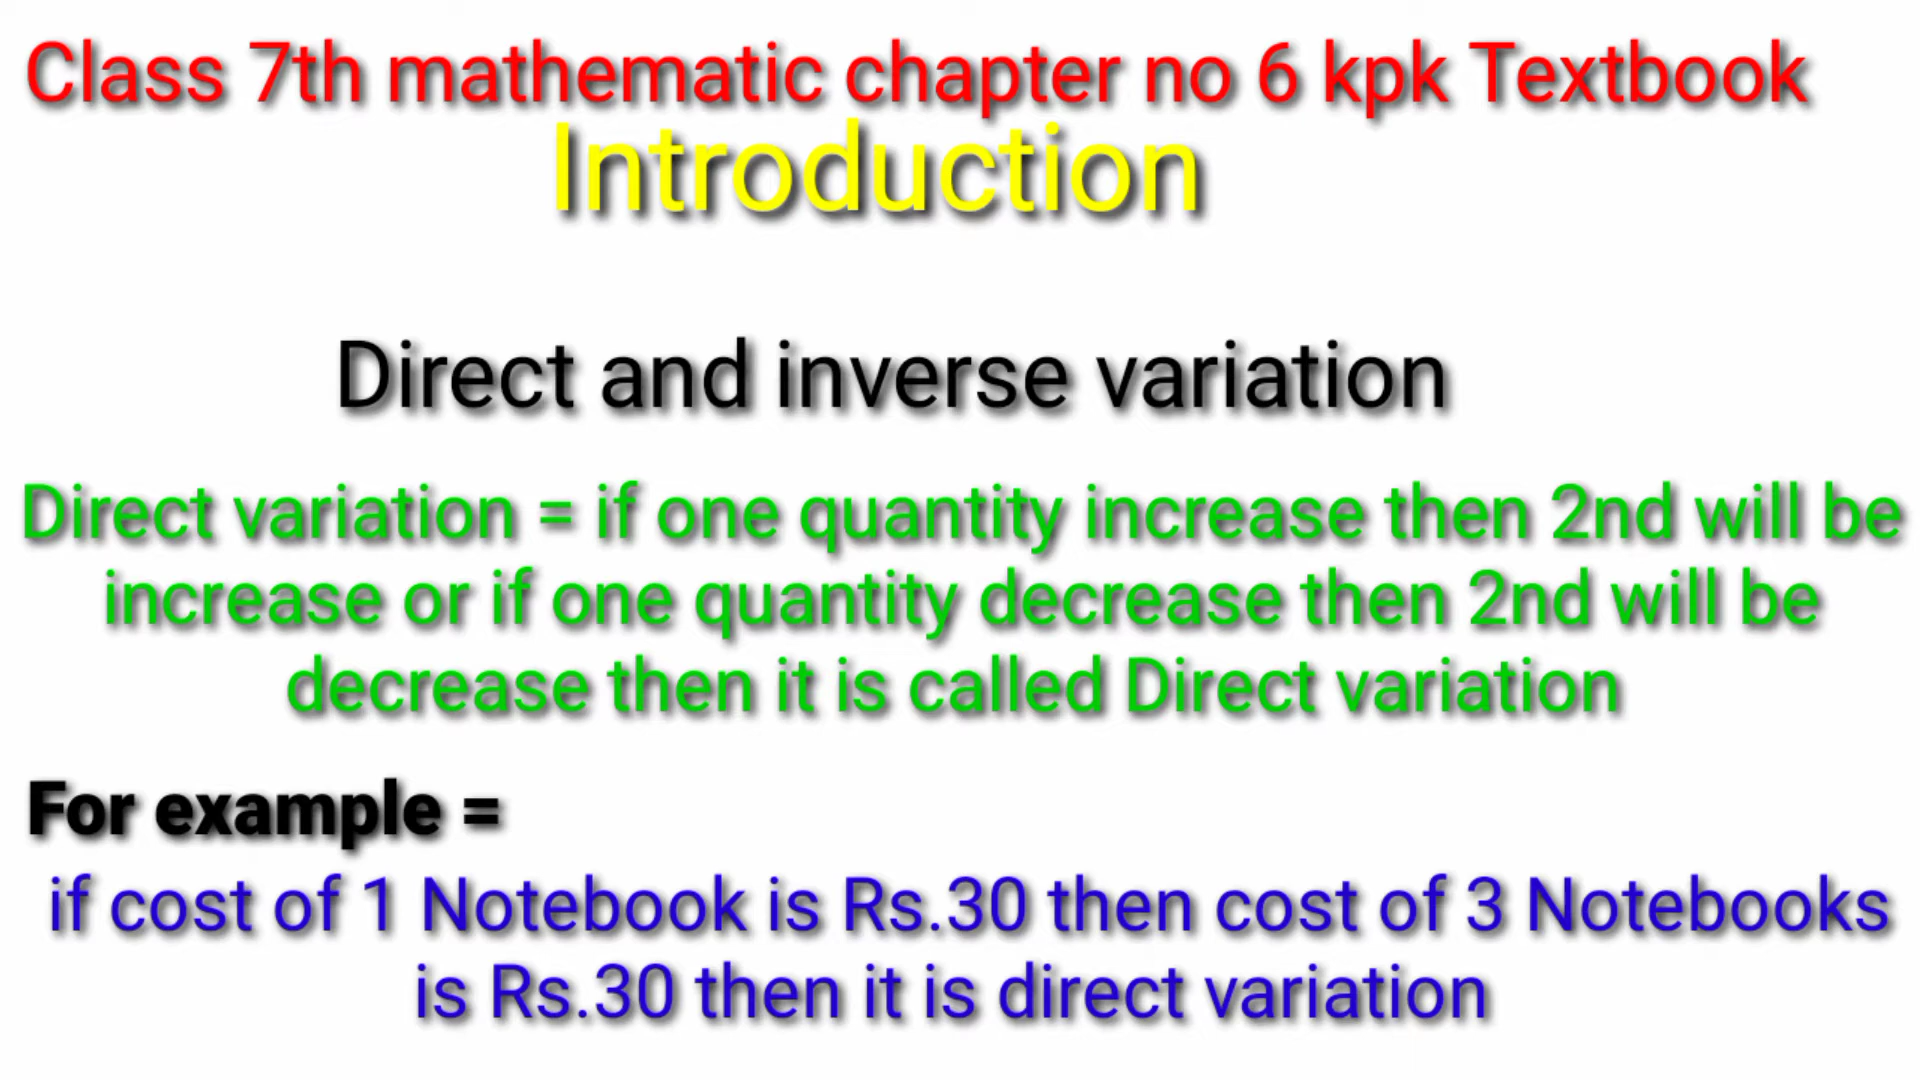 Class 7th mathematic chapter no 6 kpk Textbook
Introduction
Direct and inverse variation
Direct variation = if one quantity increase then 2nd will be
increase or if one quantity decrease then 2nd will be
decrease then it is called Direct variation
For example =
if cost of 1 Notebook is Rs.30 then cost of 3 Notebooks
is Rs.30 then it is direct variation